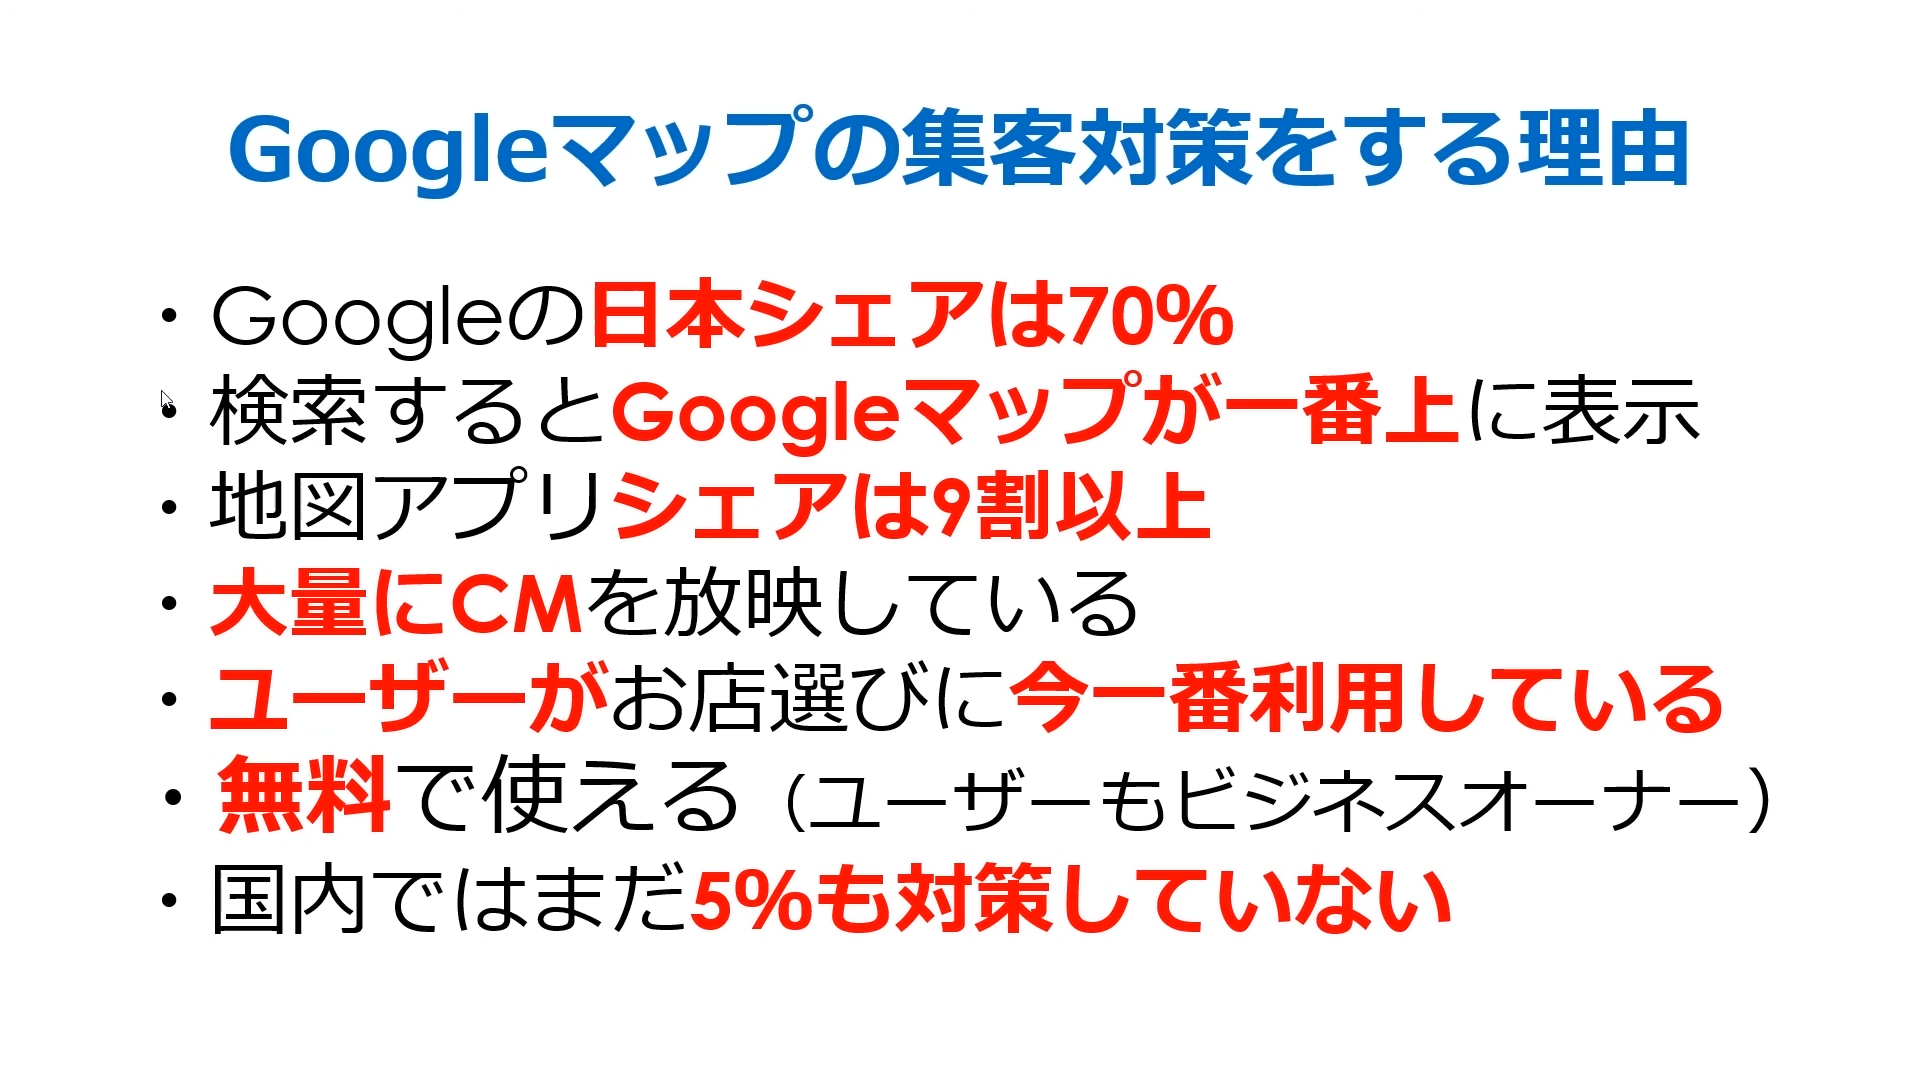 Googleマップの集客対策をする理由
・Googleの日本シェアは70%
・検索するとGoogleマップが一番上に表示
・地図アプリシェアは9割以上
・大量にCMを放映している
・ユーザーがお店選びに今一番利用している
・無料で使える（ユーザーもビジネスオーナー）
・国内ではまだ5%も対策していない